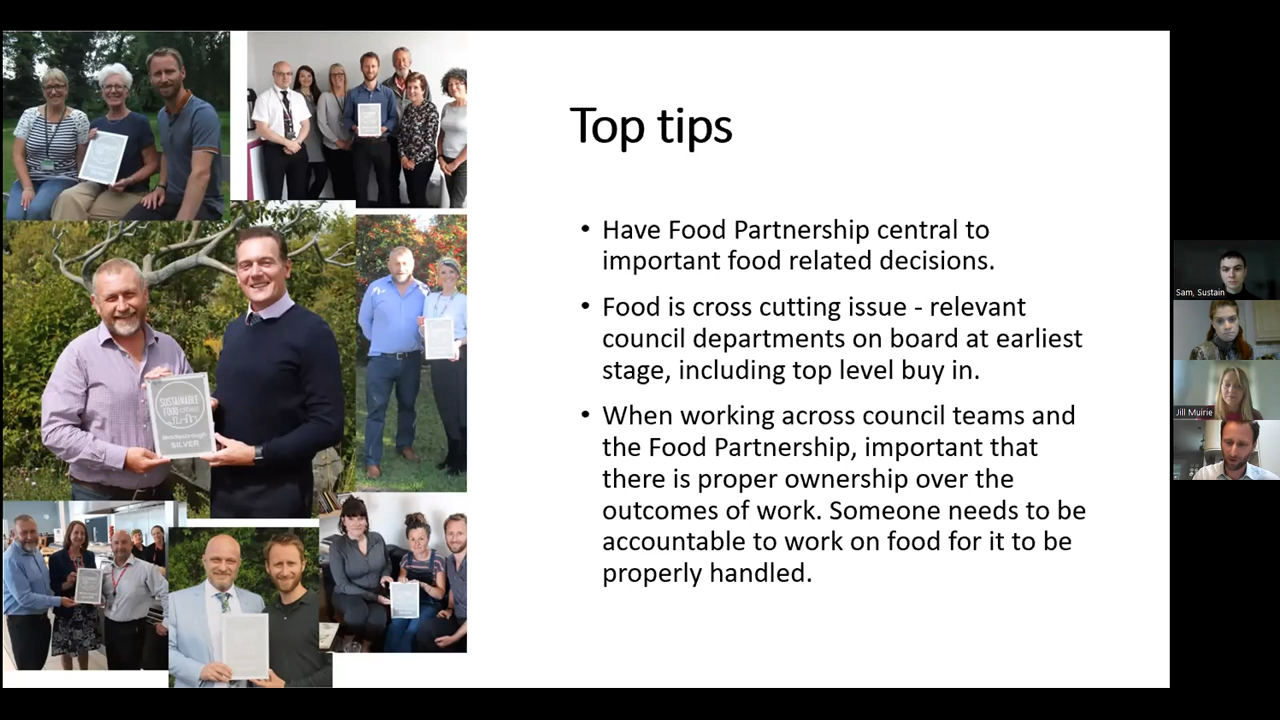 Top tips
• Have Food Partnership central to
important food related decisions.
• Food is cross cutting issue - relevant
council departments on board at earliest
stage, including top level buy in.
• When working across council teams and
the Food Partnership, important that
there is proper ownership over the
outcomes of work. Someone needs to be
accountable to work on food for it to be
properly handled.
SUSTAINABLE
FOOD CITIES
Middlesbrough
SILVER
Sam, Sustain
Jill Muirie